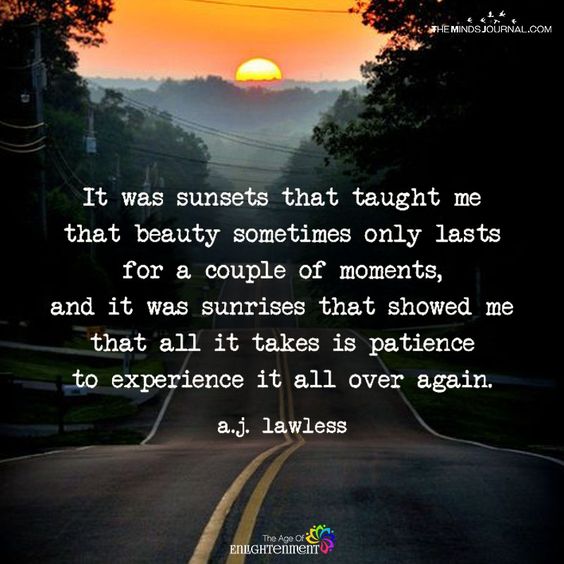 THEMINDSJOURNAL.COM
It was sunsets that taught me
that beauty sometimes only lasts
for a couple of moments,
and it was sunrises that showed me
that all it takes is patience
to experience it all over again.
a.j. lawless
The Age Of
ENLIGHTENMENT